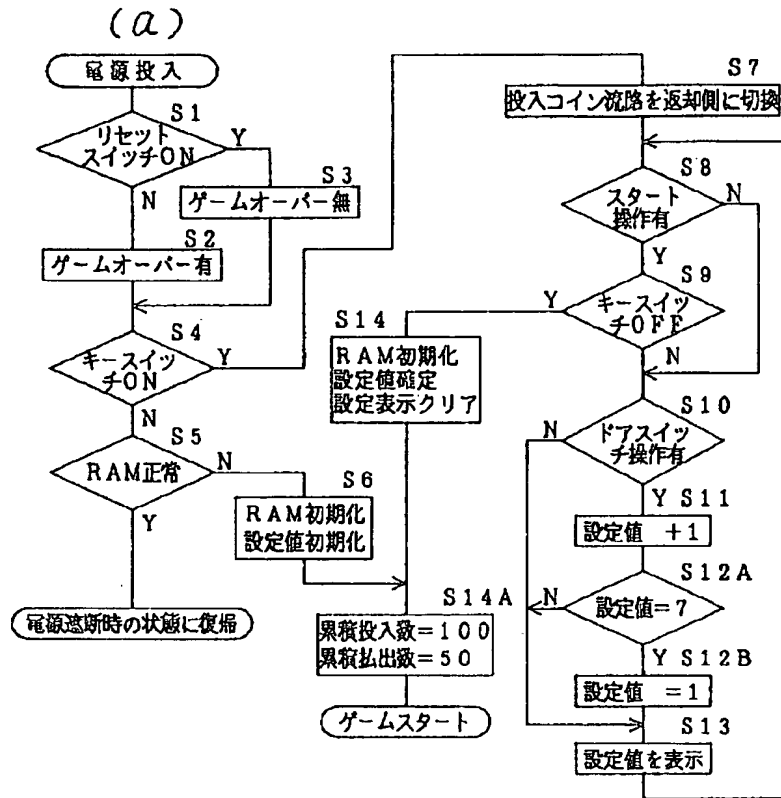 (a)
電源投入
S1
リセット
スイッチON
Y
N
S3
ゲームオーバー無
S2
ゲームオーバー有
S4
キースイッ
チON
Y
N
S5
RAM正常
N
Y
S6
RAM初期化
設定値初期化
電源遮断時の状態に復帰
S14
RAM初期化
設定値確定
設定表示クリア
S14A
累積投入数=100
累積払出数=50
ゲームスタート
S7
投入コイン流路を返却側に切換
S8
スタート
操作有
N
Y
S9
キースイッ
チOFF
Y
N
S10
ドアスイッ
チ操作有
N
Y S11
設定値 +1
S12A
設定値=7
N
Y S12B
設定値 =1
S13
設定値を表示